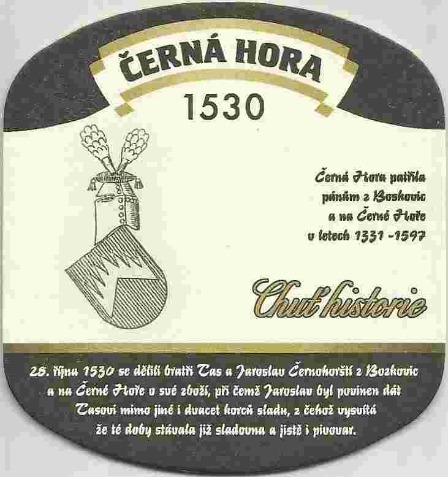 ČERNÁ HORA
1530
Černá Hora patřila
pánům z Boskovic
a na Černé Hoře
v letech 1331 -1597
Chuť historie
28. října 1530 se dělili bratři Tas a Jaroslav Černohorští z Bozkovic
a na Černé Hoře o své zboží, při čemž Jaroslav byl povinen dát
Tasovi mimo jiné i dvacet korců sladu, z čehož vysvítá
že té doby stávala již sladovna a jistě i pivovar.